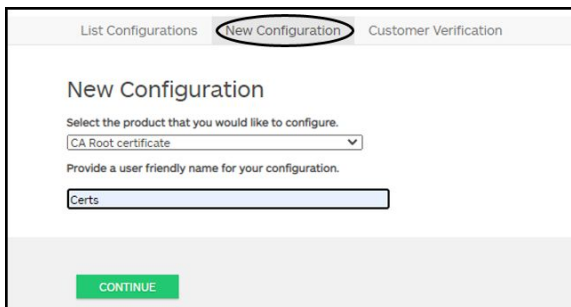 List Configurations New Configuration Customer Verification
New Configuration
Select the product that you would like to configure.
CA Root certificate
Provide a user friendly name for your configuration.
Certs
CONTINUE